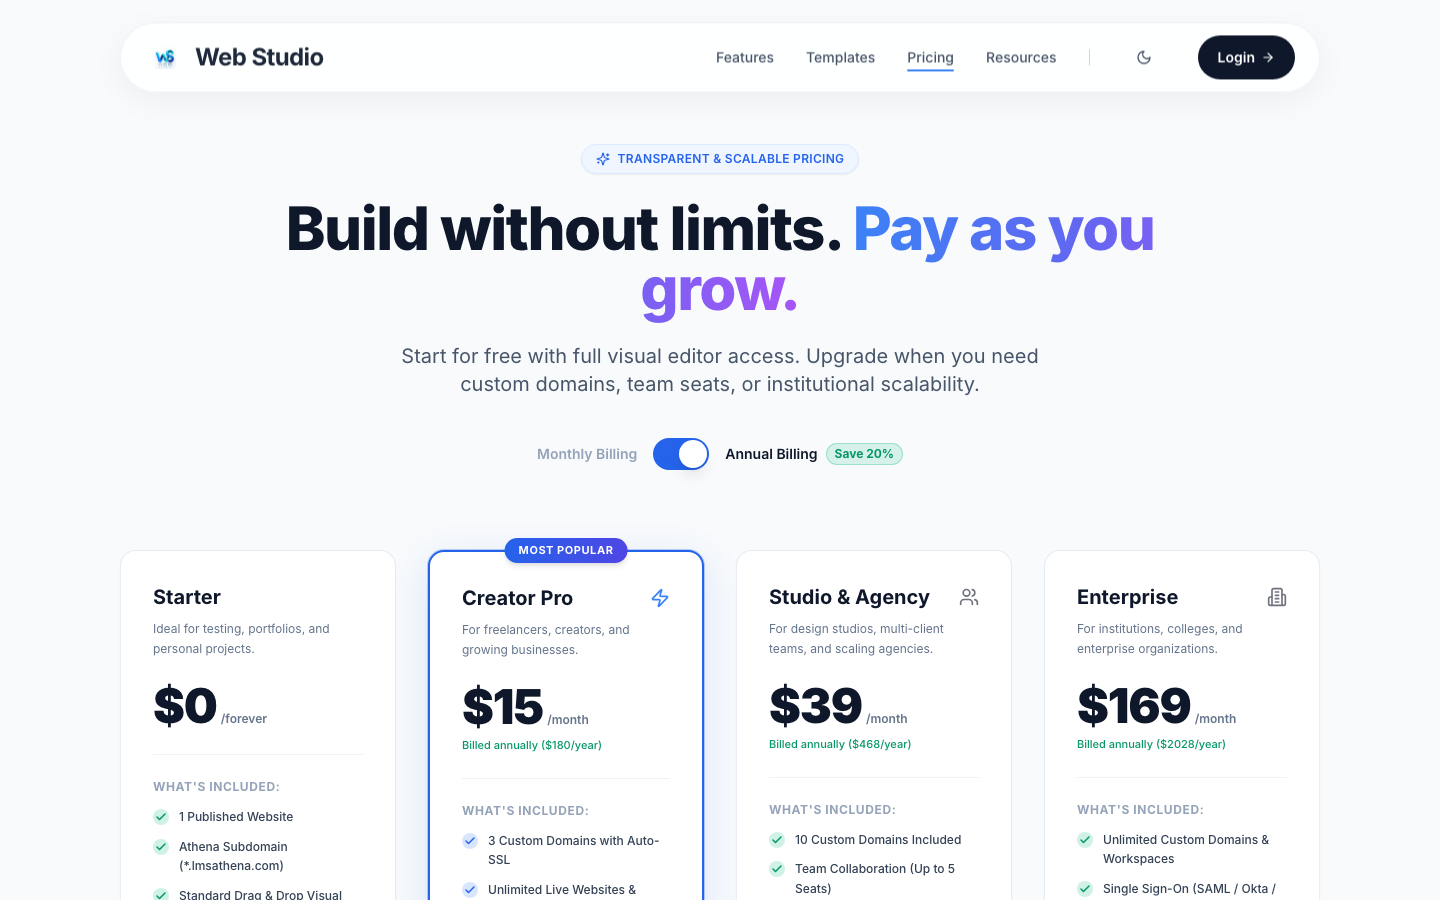 Web Studio
Features
Templates
Pricing
Resources
Login
TRANSPARENT & SCALABLE PRICING
Build without limits. Pay as you
grow.
Start for free with full visual editor access. Upgrade when you need
custom domains, team seats, or institutional scalability.
Monthly Billing
Annual Billing
Save 20%
Starter
Ideal for testing, portfolios, and
personal projects.
$0 /forever
WHAT'S INCLUDED:
1 Published Website
Athena Subdomain
(*.lmsathena.com)
Standard Drag & Drop Visual
MOST POPULAR
Creator Pro
For freelancers, creators, and
growing businesses.
$15 /month
Billed annually ($180/year)
WHAT'S INCLUDED:
3 Custom Domains with Auto-
SSL
Unlimited Live Websites &
Studio & Agency
For design studios, multi-client
teams, and scaling agencies.
$39 /month
Billed annually ($468/year)
WHAT'S INCLUDED:
10 Custom Domains Included
Team Collaboration (Up to 5
Seats)
Enterprise
For institutions, colleges, and
enterprise organizations.
$169 /month
Billed annually ($2028/year)
WHAT'S INCLUDED:
Unlimited Custom Domains &
Workspaces
Single Sign-On (SAML / Okta /